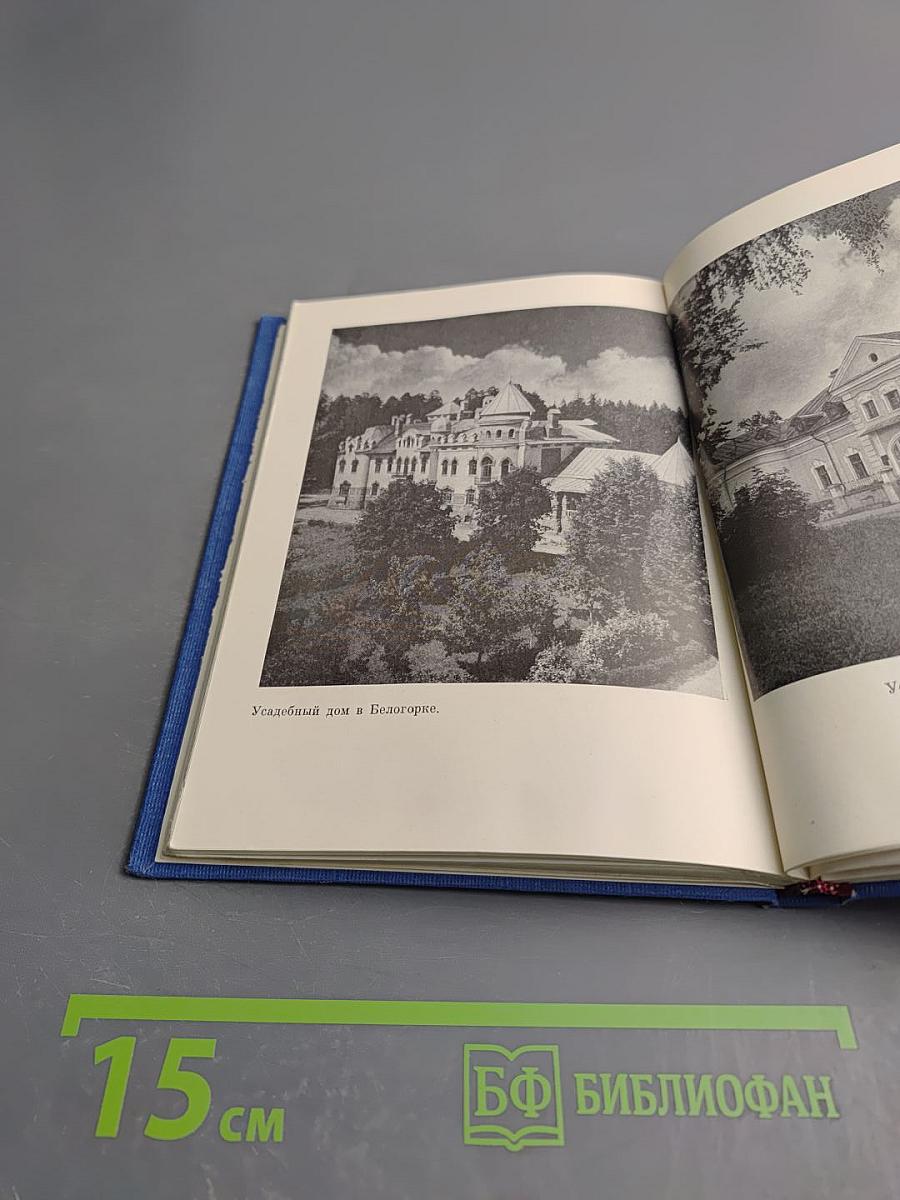 Усадебный дом в Белогорке.
15 см
БФ БИБЛИОФАН